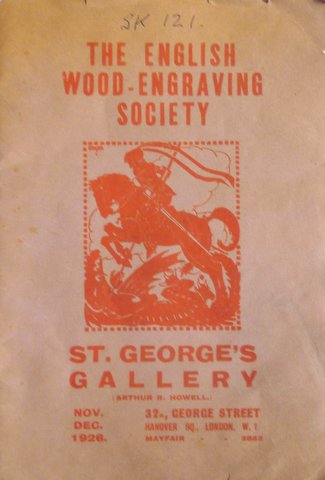 SK 121.
THE ENGLISH
WOOD-ENGRAVING
SOCIETY
ST. GEORGE'S
GALLERY
(ARTHUR R. HOWELL.)
NOV. 32A, GEORGE STREET
DEC. HANOVER SQ., LONDON, W.1.
1926. MAYFAIR - - 3883